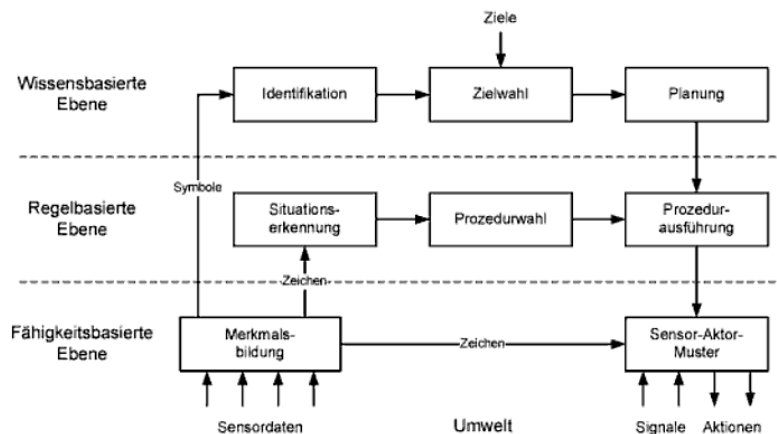 Ziele
Wissensbasierte
Ebene
Identifikation
Zielwahl
Planung
Symbole
Regelbasierte
Ebene
Situations-
erkennung
Prozedurwahl
Prozedur-
ausführung
Zeichen
Fähigkeitsbasierte
Ebene
Merkmals-
bildung
Zeichen
Sensor-Aktor-
Muster
Sensordaten
Umwelt
Signale
Aktionen